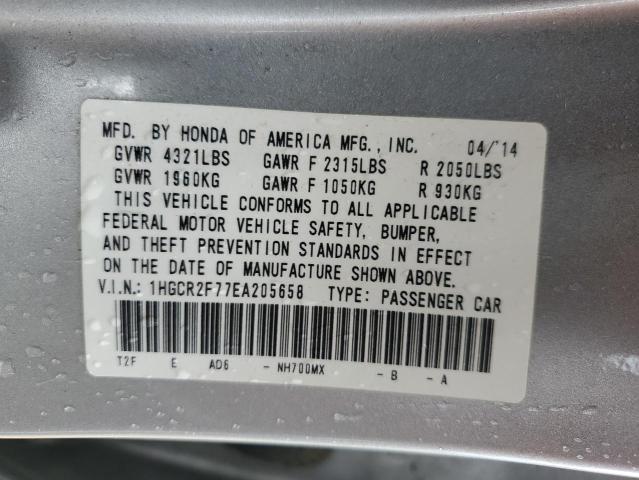 MFD. BY HONDA OF AMERICA MFG., INC. 04/'14
GVWR 4321LBS GAWR F 2315LBS R 2050LBS
GVWR 1960KG GAWR F 1050KG R 930KG
THIS VEHICLE CONFORMS TO ALL APPLICABLE
FEDERAL MOTOR VEHICLE SAFETY, BUMPER,
AND THEFT PREVENTION STANDARDS IN EFFECT
ON THE DATE OF MANUFACTURE SHOWN ABOVE.
V.I.N.: 1HGCR2F77EA205658 TYPE: PASSENGER CAR
T2F E AD6 - NH700MX - B - A